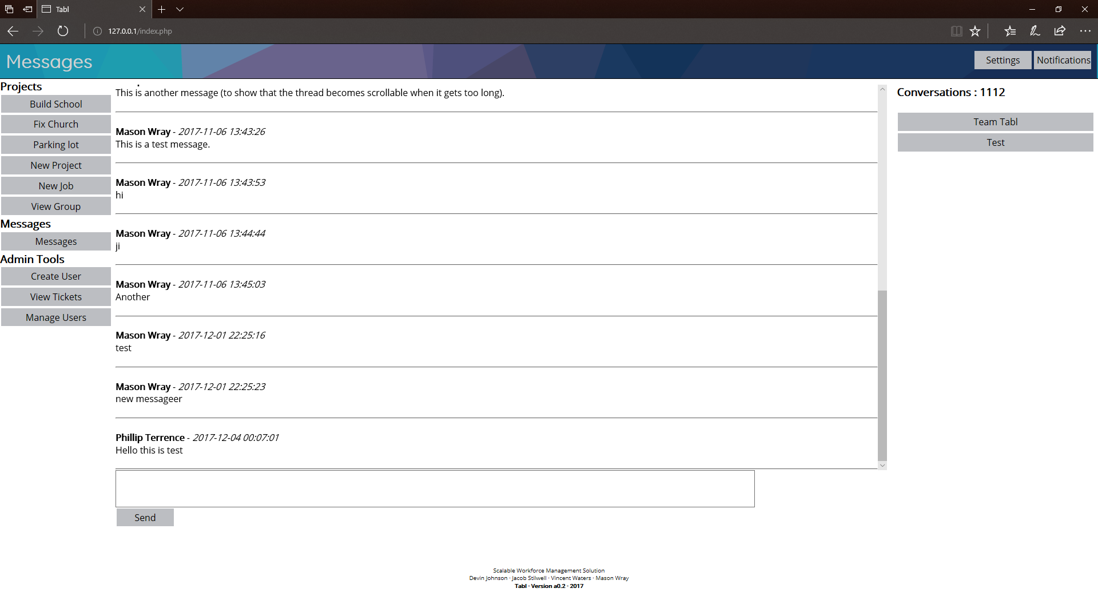 Tabl
127.0.0.1/index.php
Messages
Settings
Notifications
Projects
Build School
Fix Church
Parking lot
New Project
New Job
View Group
Messages
Messages
Admin Tools
Create User
View Tickets
Manage Users
This is another message (to show that the thread becomes scrollable when it gets too long).
Mason Wray - 2017-11-06 13:43:26
This is a test message.
Mason Wray - 2017-11-06 13:43:53
hi
Mason Wray - 2017-11-06 13:44:44
ji
Mason Wray - 2017-11-06 13:45:03
Another
Mason Wray - 2017-12-01 22:25:16
test
Mason Wray - 2017-12-01 22:25:23
new messageer
Phillip Terrence - 2017-12-04 00:07:01
Hello this is test
Send
Conversations : 1112
Team Tabl
Test
Scalable Workforce Management Solution
Devin Johnson · Jacob Stilwell · Vincent Waters · Mason Wray
Tabl · Version a0.2 · 2017